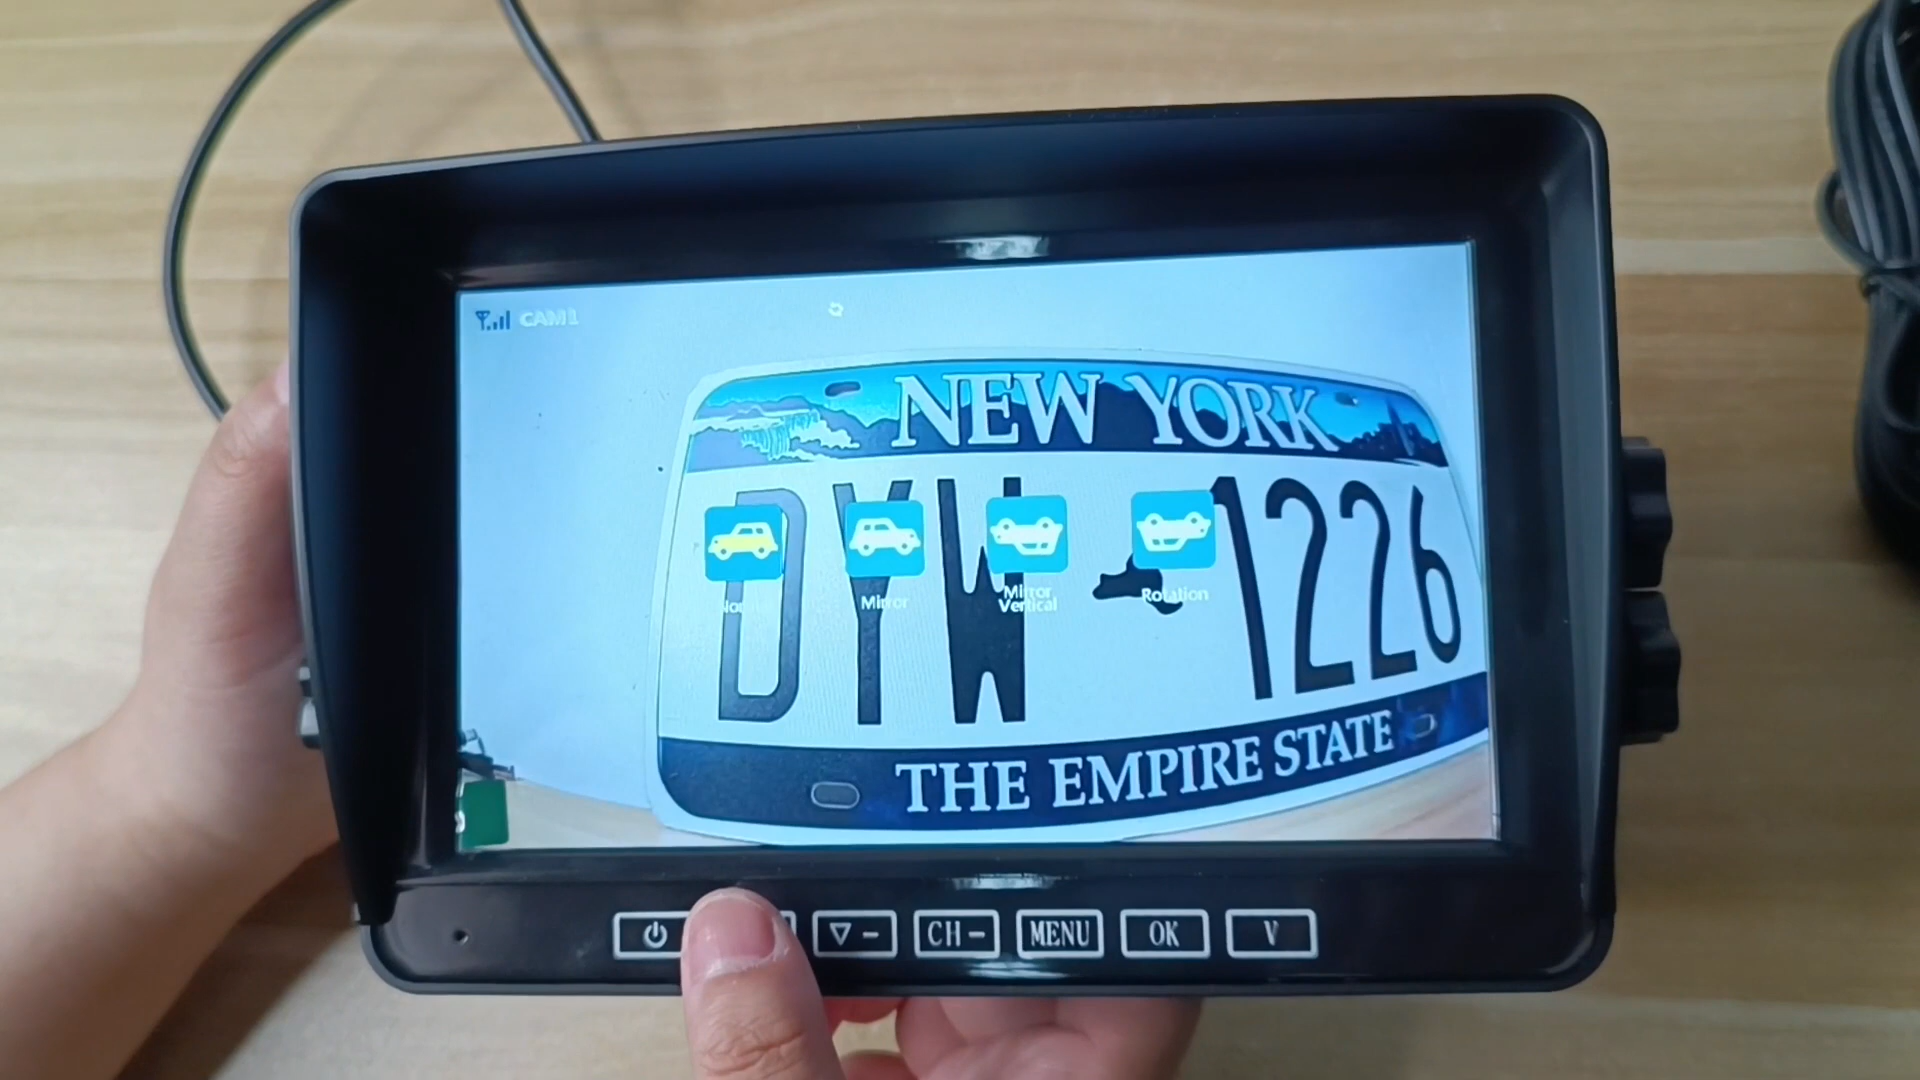 CAM1
NEW YORK
DYW 1226
Mirror
Mirror
Vertical
Rotation
THE EMPIRE STATE
CH-
MENU
OK
V